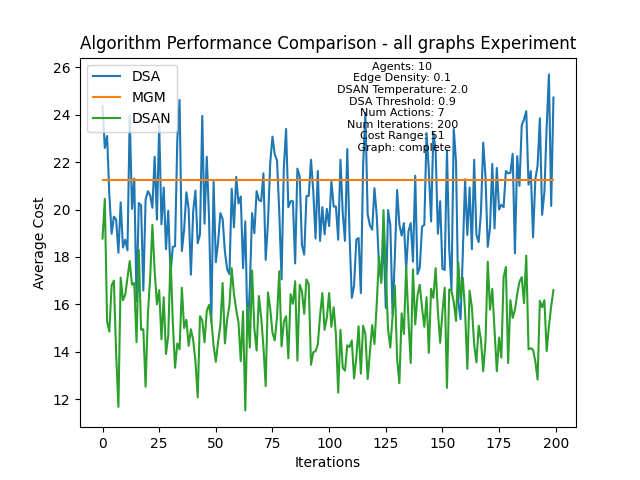 Algorithm Performance Comparison - all graphs Experiment
DSA
MGM
DSAN
Agents: 10
Edge Density: 0.1
DSAN Temperature: 2.0
DSA Threshold: 0.9
Num Actions: 7
Num Iterations: 200
Cost Range: 51
Graph: complete
Average Cost
26
24
22
20
18
16
14
12
0 25 50 75 100 125 150 175 200
Iterations